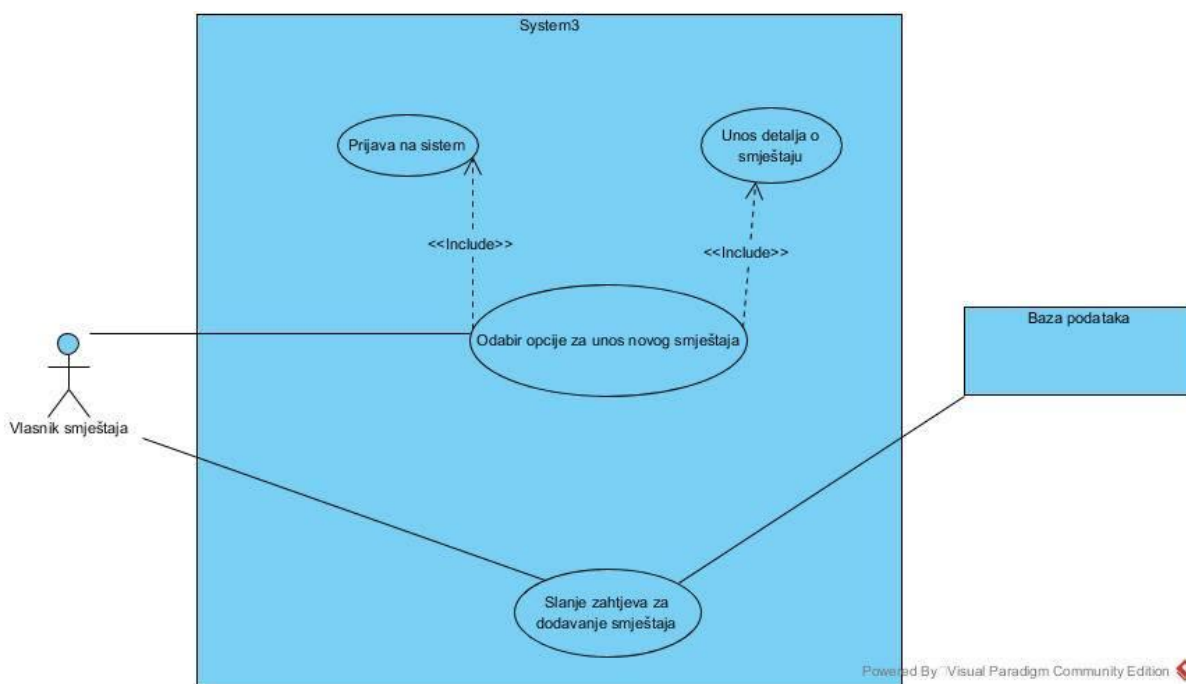 System3
Prijava na sistem
Unos detalja o
smještaju
<<Include>>
<<Include>>
Odabir opcije za unos novog smještaja
Baza podataka
Vlasnik smještaja
Slanje zahtjeva za
dodavanje smještaja
Powered By Visual Paradigm Community Edition